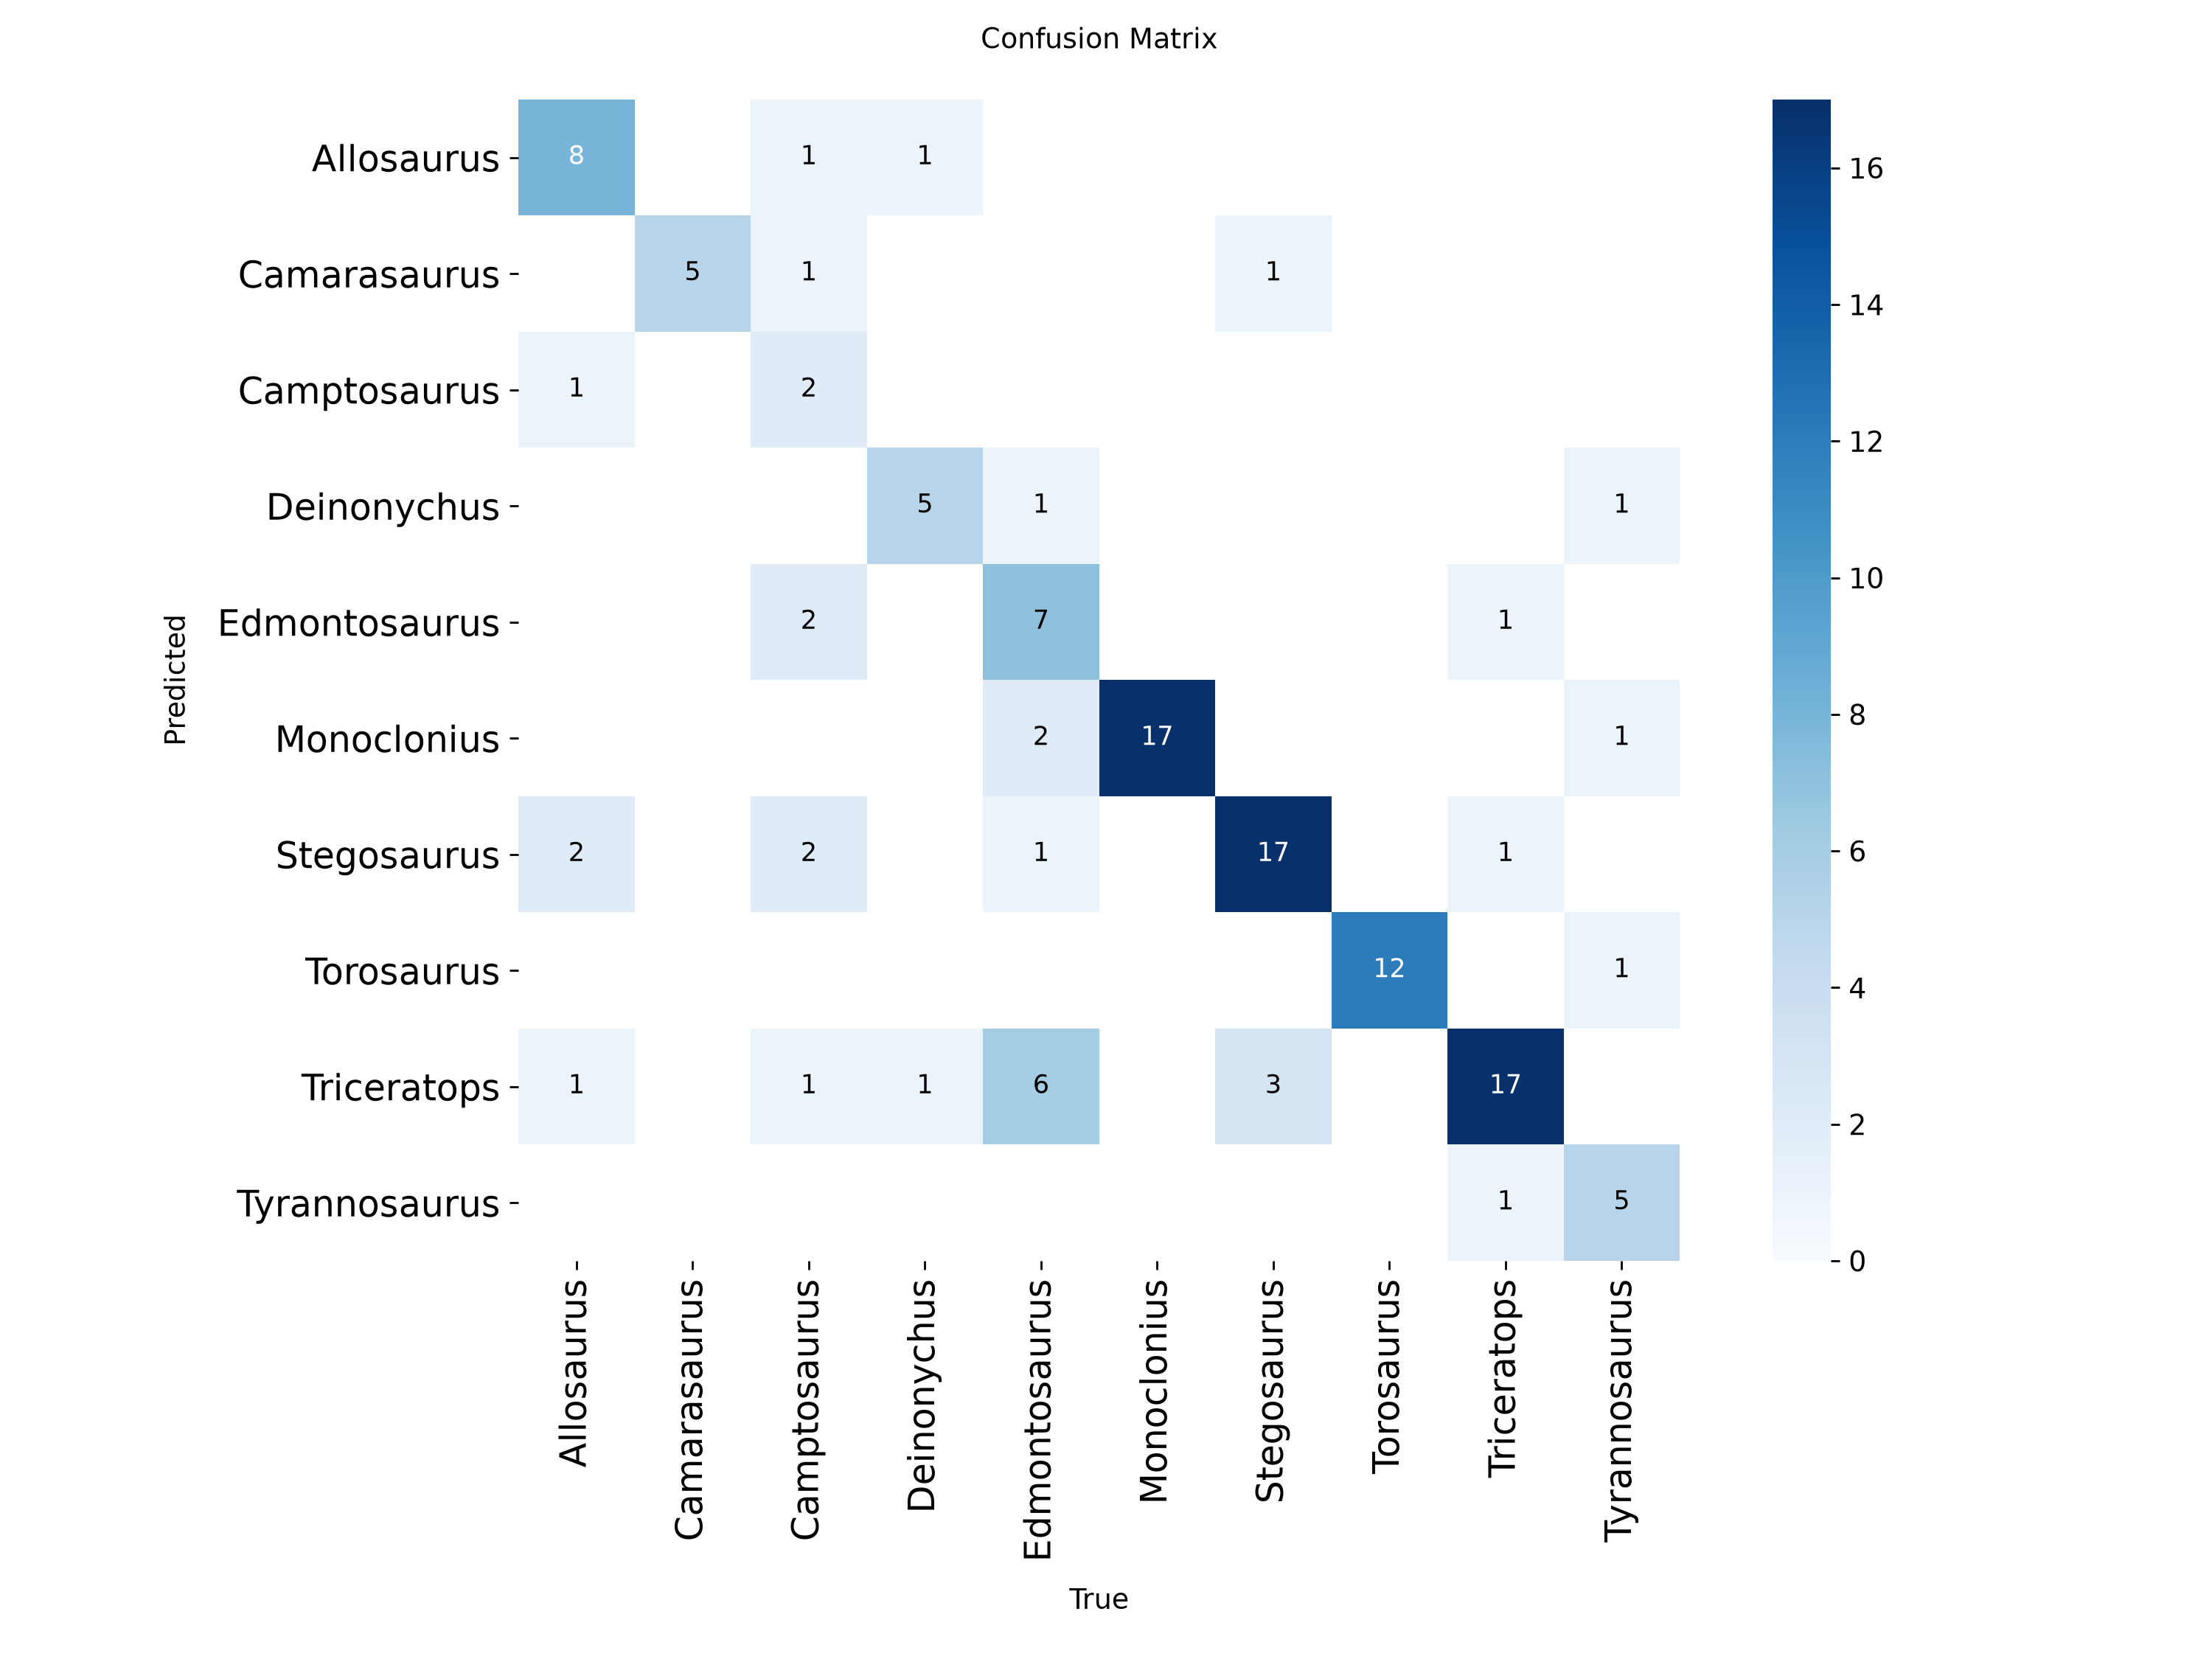 Confusion Matrix
Allosaurus 8 1 1
Camarasaurus 5 1 1
Camptosaurus 1 2
Deinonychus 5 1 1
Edmontosaurus 2 7 1
Monoclonius 2 17 1
Stegosaurus 2 2 1 17 1
Torosaurus 12 1
Triceratops 1 1 1 6 3 17
Tyrannosaurus 1 5
Predicted
Allosaurus
Camarasaurus
Camptosaurus
Deinonychus
Edmontosaurus
Monoclonius
Stegosaurus
Torosaurus
Triceratops
Tyrannosaurus
True
16
14
12
10
8
6
4
2
0